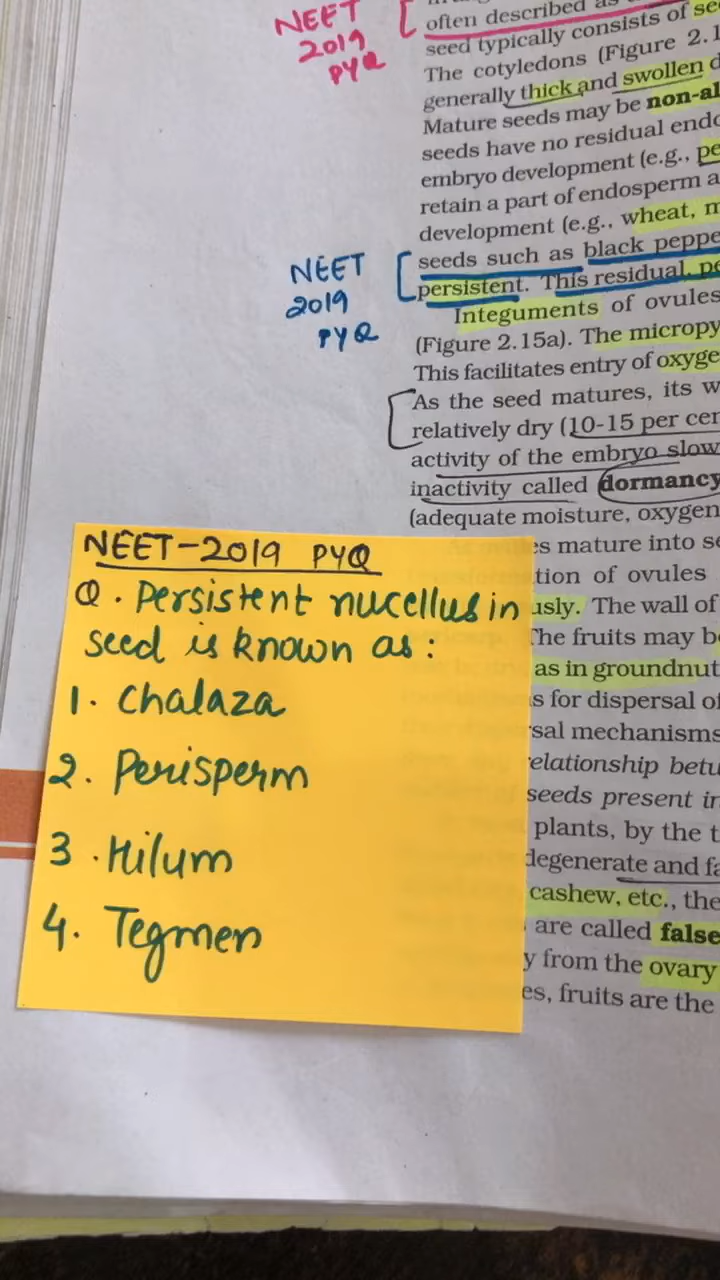 NEET
2019
PYQ
often described as
seed typically consists of se
The cotyledons (Figure 2.1
generally thick and swollen d
Mature seeds may be non-al
seeds have no residual endo
embryo development (e.g., pe
retain a part of endosperm a
development (e.g., wheat, m
NEET
2019
PYQ
seeds such as black peppe
persistent. This residual, pe
Integuments of ovules
(Figure 2.15a). The micropy
This facilitates entry of oxyge
As the seed matures, its w
relatively dry (10-15 per cen
activity of the embryo slow
inactivity called dormancy
(adequate moisture, oxygen
NEET-2019 PYQ
Q. Persistent nucellus in
seed is known as:
1. Chalaza
2. Perisperm
3. Hilum
4. Tegmen
es mature into se
tion of ovules
usly. The wall of
The fruits may b
as in groundnut
s for dispersal of
rsal mechanisms
relationship betw
seeds present in
plants, by the t
degenerate and fa
cashew, etc., the
are called false
y from the ovary
es, fruits are the